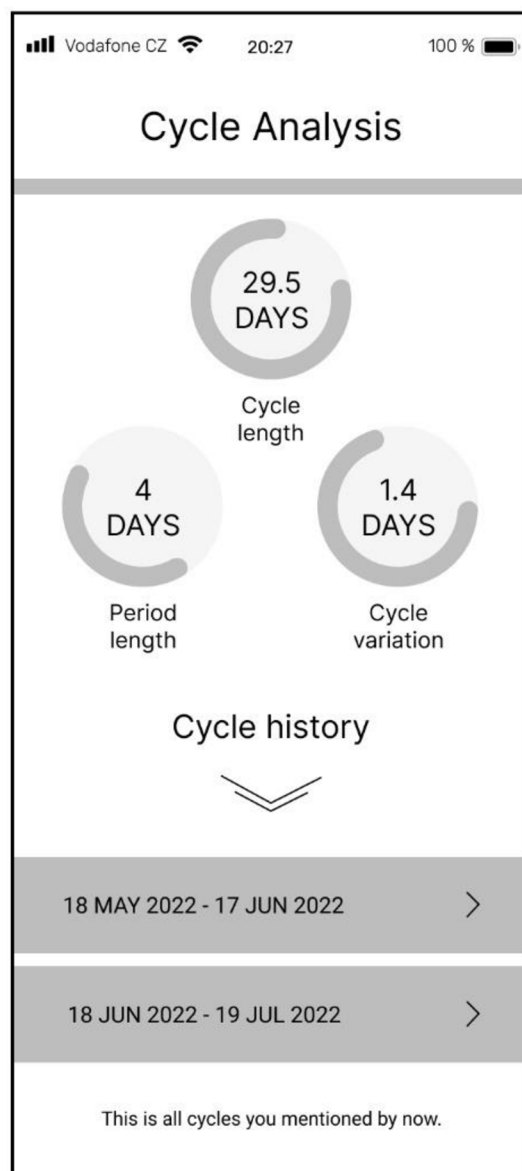 Vodafone CZ 20:27 100 %
Cycle Analysis
29.5
DAYS
Cycle
length
4
DAYS
Period
length
1.4
DAYS
Cycle
variation
Cycle history
18 MAY 2022 - 17 JUN 2022
18 JUN 2022 - 19 JUL 2022
This is all cycles you mentioned by now.